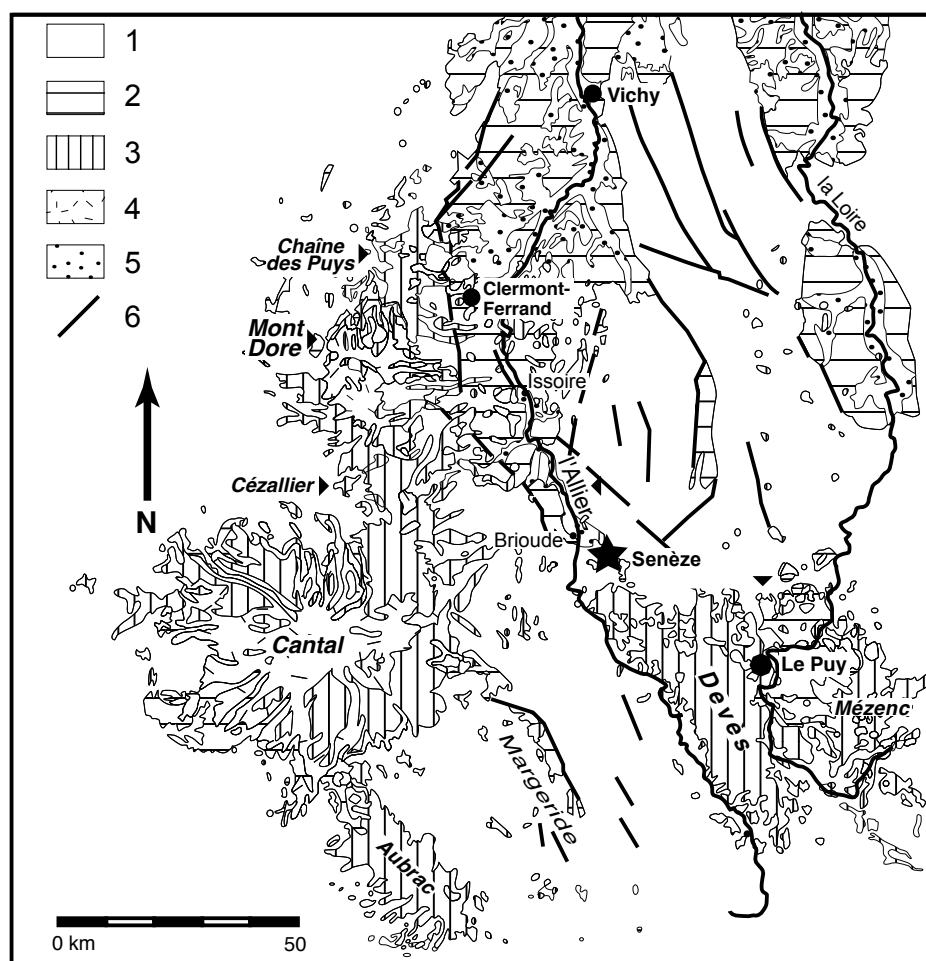 1
2
3
4
5
6
N
Vichy
la Loire
Chaîne
des Puys
Clermont-
Ferrand
Mont
Dore
Issoire
Cézallier
l'Allier
Brioude
Senèze
Cantal
Le Puy
Devès
Mézenc
Margeride
Aubrac
0 km
50